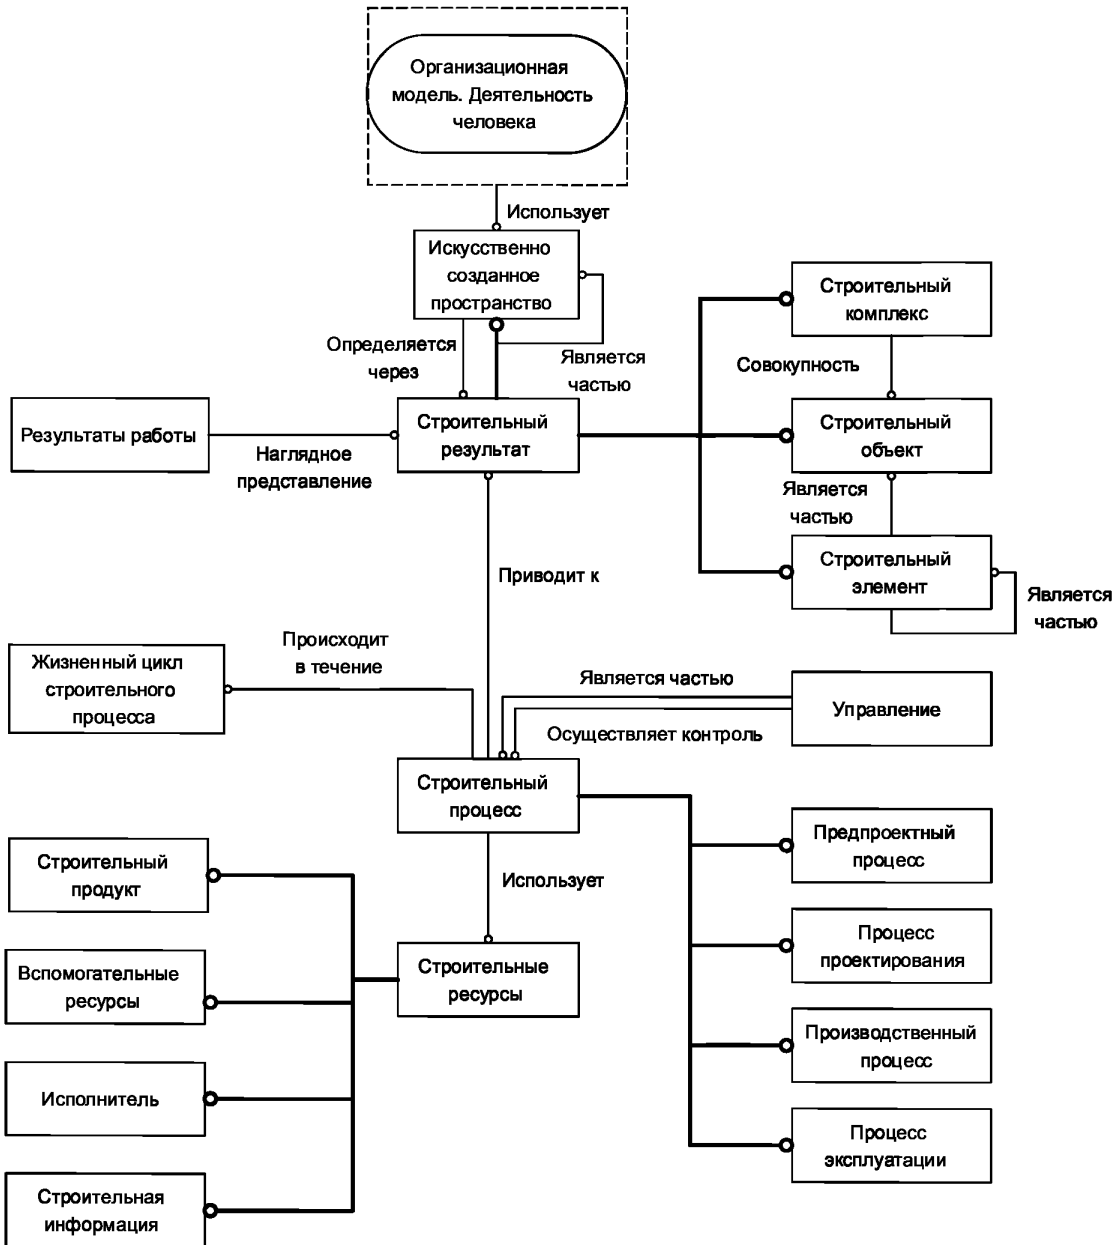 Организационная
модель. Деятельность
человека
Использует
Искусственно
созданное
пространство
Определяется
через
Является
частью
Строительный
комплекс
Совокупность
Результаты работы
Наглядное
представление
Строительный
результат
Строительный
объект
Является
частью
Строительный
элемент
Является
частью
Приводит к
Происходит
в течение
Жизненный цикл
строительного
процесса
Является частью
Осуществляет контроль
Управление
Строительный
процесс
Использует
Предпроектный
процесс
Строительный
продукт
Процесс
проектирования
Вспомогательные
ресурсы
Строительные
ресурсы
Производственный
процесс
Исполнитель
Процесс
эксплуатации
Строительная
информация